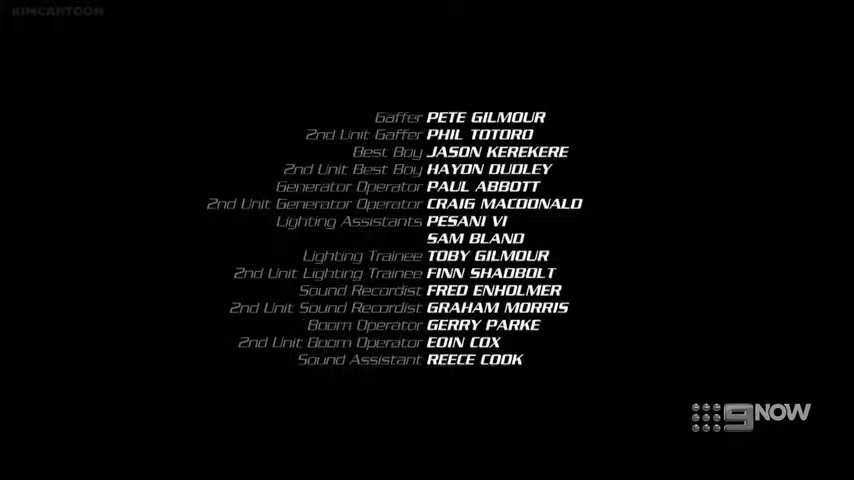 KIMCARTOON
Gaffer PETE GILMOUR
2nd Unit Gaffer PHIL TOTORO
Best Boy JASON KEREKERE
2nd Unit Best Boy HAYDN DUDLEY
Generator Operator PAUL ABBOTT
2nd Unit Generator Operator CRAIG MACDONALD
Lighting Assistants PESANI VI
SAM BLAND
Lighting Trainee TOBY GILMOUR
2nd Unit Lighting Trainee FINN SHADBOLT
Sound Recordist FRED ENHOLMER
2nd Unit Sound Recordist GRAHAM MORRIS
Boom Operator GERRY PARKE
2nd Unit Boom Operator EOIN COX
Sound Assistant REECE COOK
9NOW